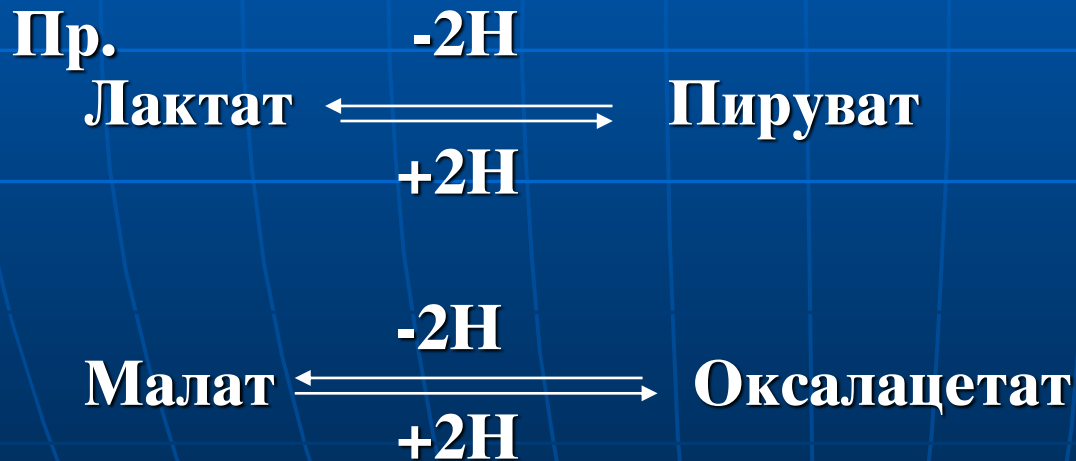 Пр. -2Н
Лактат Пируват
+2Н
-2Н
Малат Оксалацетат
+2Н